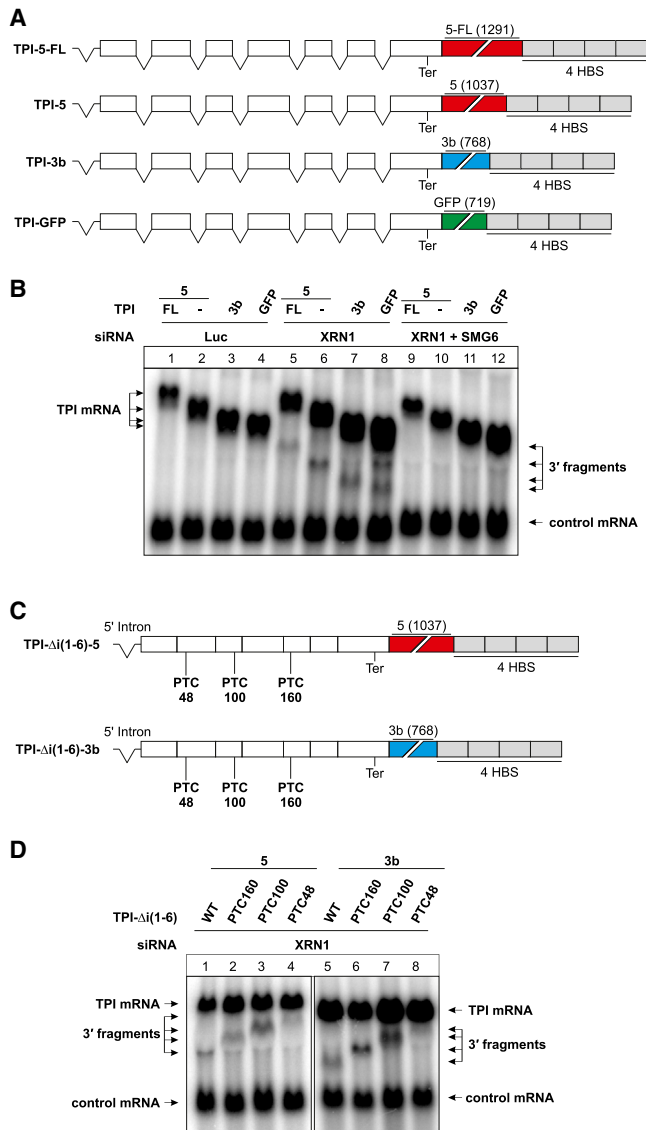 A
TPI-5-FL
5-FL (1291)
Ter
4 HBS
TPI-5
5 (1037)
Ter
4 HBS
TPI-3b
3b (768)
Ter
4 HBS
TPI-GFP
GFP (719)
Ter
4 HBS
B
5 5 5
TPI FL - 3b GFP FL - 3b GFP FL - 3b GFP
siRNA Luc XRN1 XRN1 + SMG6
1 2 3 4 5 6 7 8 9 10 11 12
TPI mRNA
3′ fragments
control mRNA
C
5' Intron
5 (1037)
TPI-Δi(1-6)-5
Ter
4 HBS
PTC PTC PTC
48 100 160
5' Intron
3b (768)
TPI-Δi(1-6)-3b
Ter
4 HBS
PTC PTC PTC
48 100 160
D
5 3b
TPI-Δi(1-6) WT PTC160 PTC100 PTC48 WT PTC160 PTC100 PTC48
siRNA XRN1
1 2 3 4 5 6 7 8
TPI mRNA TPI mRNA
3′ fragments 3′ fragments
control mRNA control mRNA